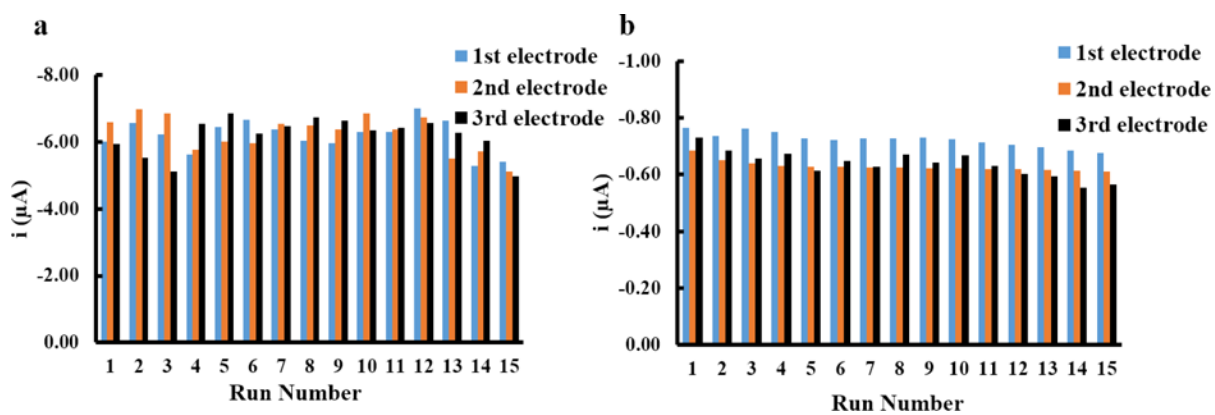 a
1st electrode
2nd electrode
3rd electrode
-8.00
-6.00
-4.00
-2.00
0.00
i (µA)
1 2 3 4 5 6 7 8 9 10 11 12 13 14 15
Run Number
b
1st electrode
2nd electrode
3rd electrode
-1.00
-0.80
-0.60
-0.40
-0.20
0.00
i (µA)
1 2 3 4 5 6 7 8 9 10 11 12 13 14 15
Run Number